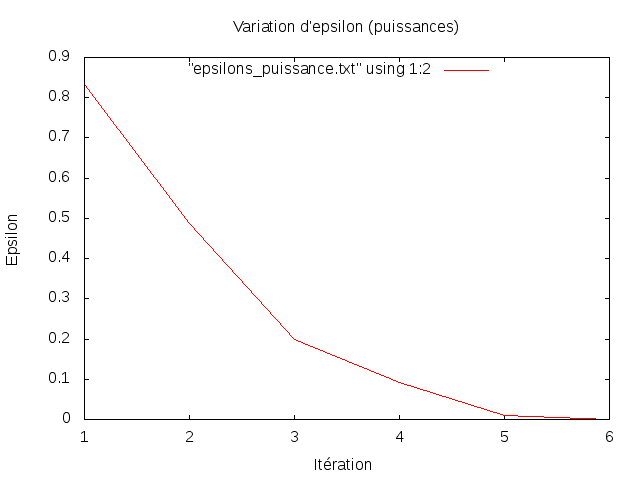 Variation d'epsilon (puissances)
"epsilons_puissance.txt" using 1:2
0.9
0.8
0.7
0.6
0.5
0.4
0.3
0.2
0.1
0
Epsilon
1 2 3 4 5 6
Itération